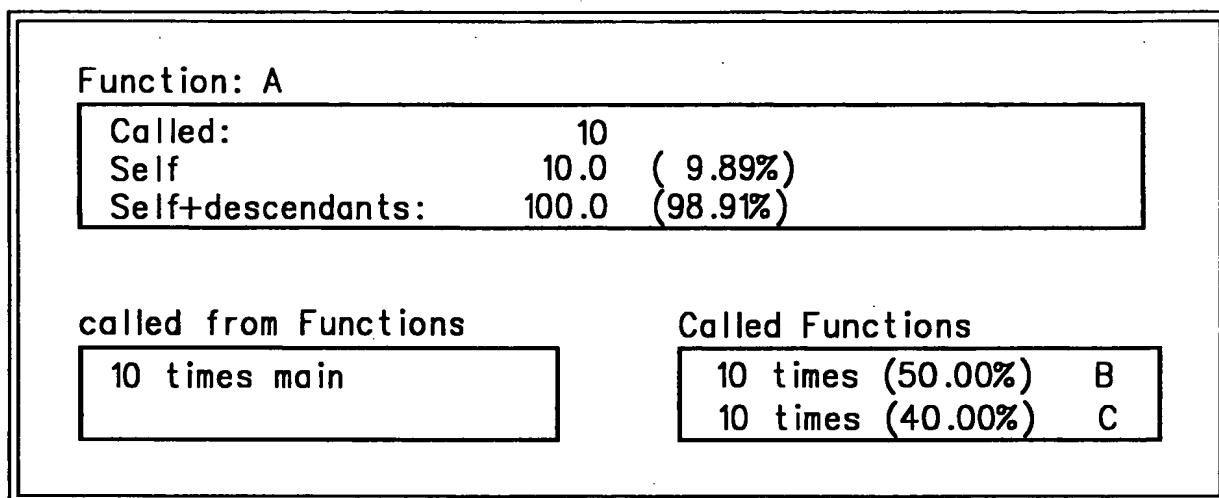 Function: A
Called: 10
Self 10.0 ( 9.89%)
Self+descendants: 100.0 (98.91%)
called from Functions
10 times main
Called Functions
10 times (50.00%) B
10 times (40.00%) C